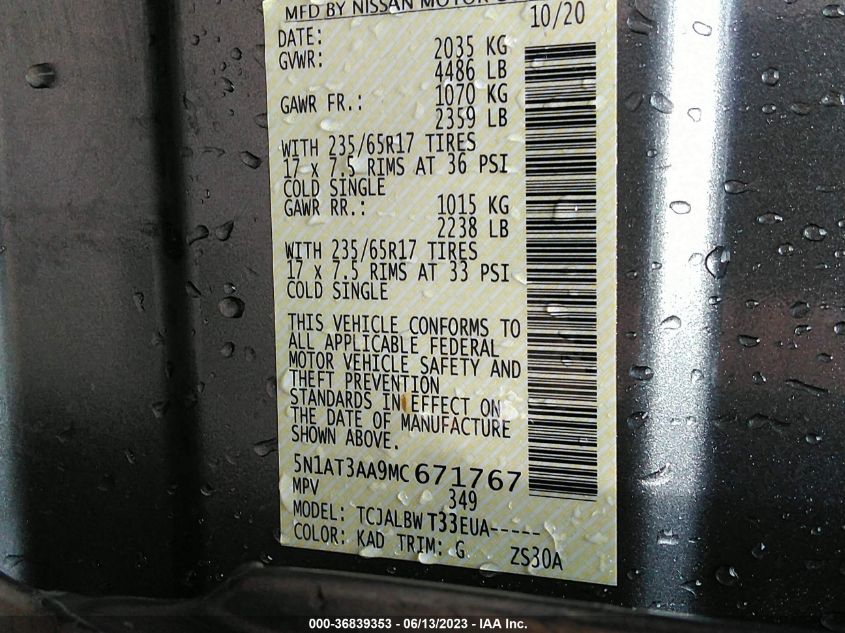 MFD BY NISSAN MOTOR
DATE: 10/20
GVWR: 2035 KG
4486 LB
GAWR FR.: 1070 KG
2359 LB
WITH 235/65R17 TIRES
17 x 7.5 RIMS AT 36 PSI
COLD SINGLE
GAWR RR.: 1015 KG
2238 LB
WITH 235/65R17 TIRES
17 x 7.5 RIMS AT 33 PSI
COLD SINGLE
THIS VEHICLE CONFORMS TO
ALL APPLICABLE FEDERAL
MOTOR VEHICLE SAFETY AND
THEFT PREVENTION
STANDARDS IN EFFECT ON
THE DATE OF MANUFACTURE
SHOWN ABOVE.
5N1AT3AA9MC671767
MPV 349
MODEL: TCJALBW T33EUA-----
COLOR: KAD TRIM: G ZS30A
000-36839353 - 06/13/2023 - IAA Inc.